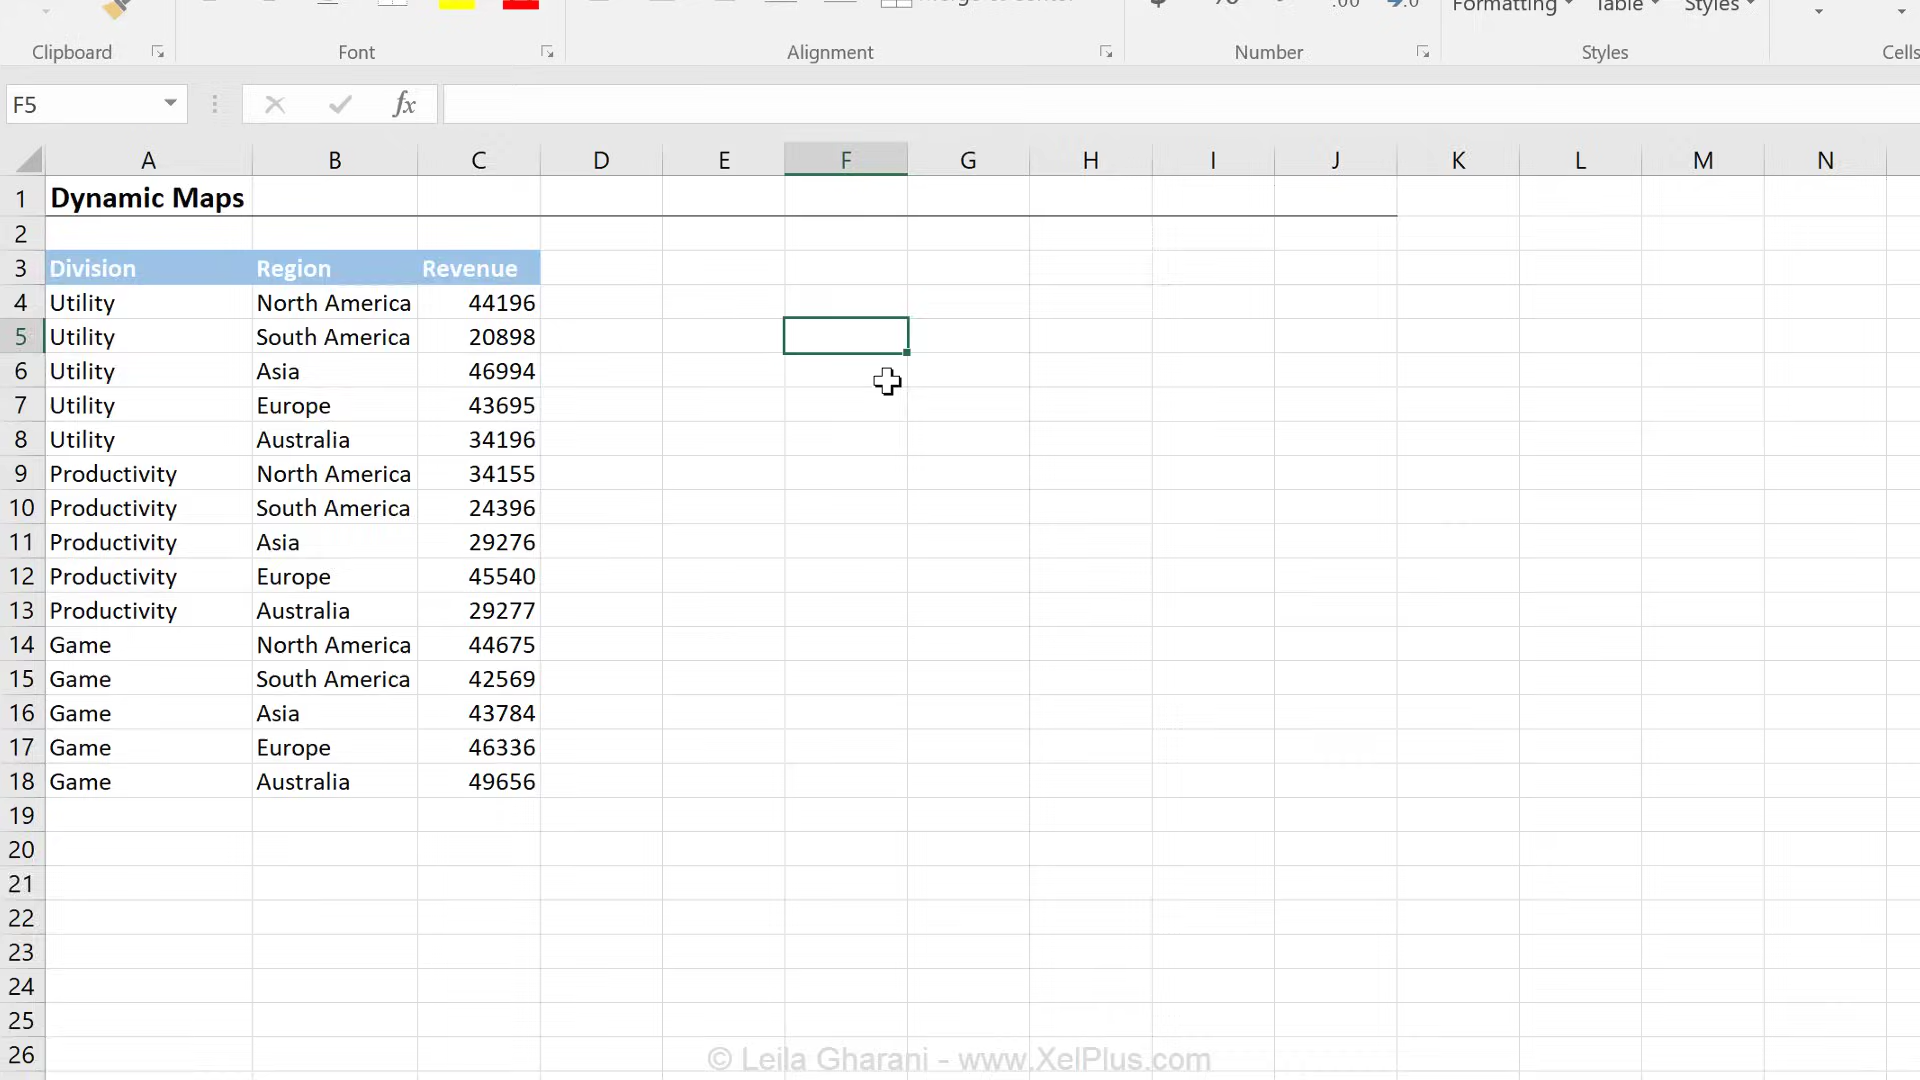 Formatting Table Styles
Clipboard Font Alignment Number Styles Cells
F5 fx
A B C D E F G H I J K L M N
1 Dynamic Maps
2
3 Division Region Revenue
4 Utility North America 44196
5 Utility South America 20898
6 Utility Asia 46994
7 Utility Europe 43695
8 Utility Australia 34196
9 Productivity North America 34155
10 Productivity South America 24396
11 Productivity Asia 29276
12 Productivity Europe 45540
13 Productivity Australia 29277
14 Game North America 44675
15 Game South America 42569
16 Game Asia 43784
17 Game Europe 46336
18 Game Australia 49656
19
20
21
22
23
24
25
26
© Leila Gharani - www.XelPlus.com